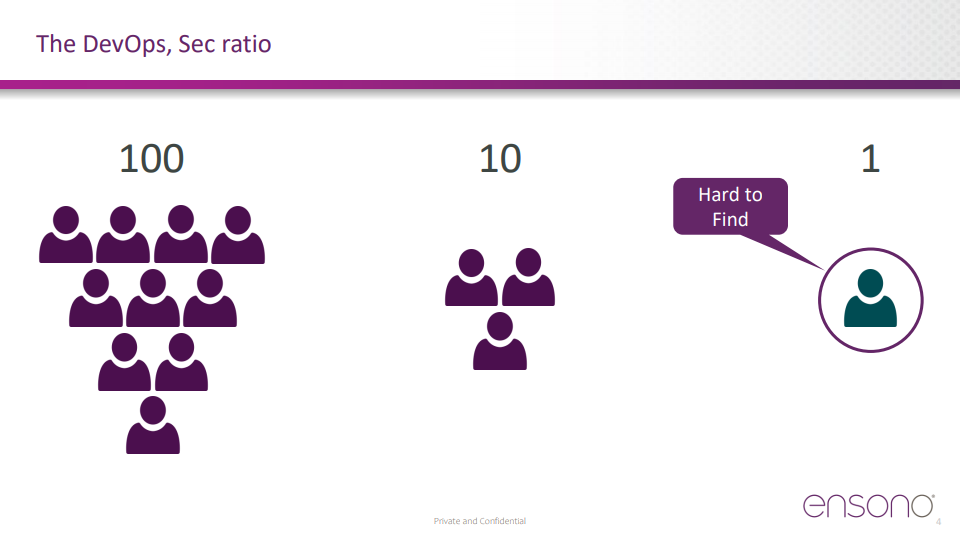 The DevOps, Sec ratio
100
10
1
Hard to
Find
ensono
Private and Confidential
4